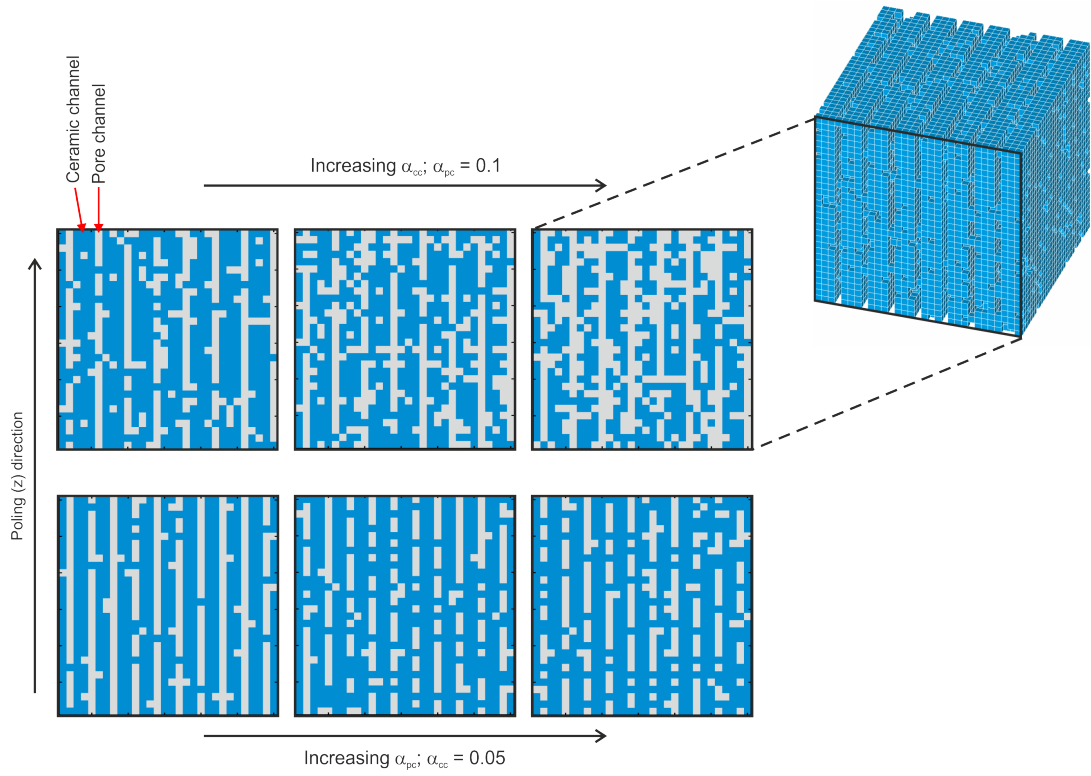 Ceramic channel
Pore channel
Increasing α_cc; α_pc = 0.1
Poling (z) direction
Increasing α_pc; α_cc = 0.05